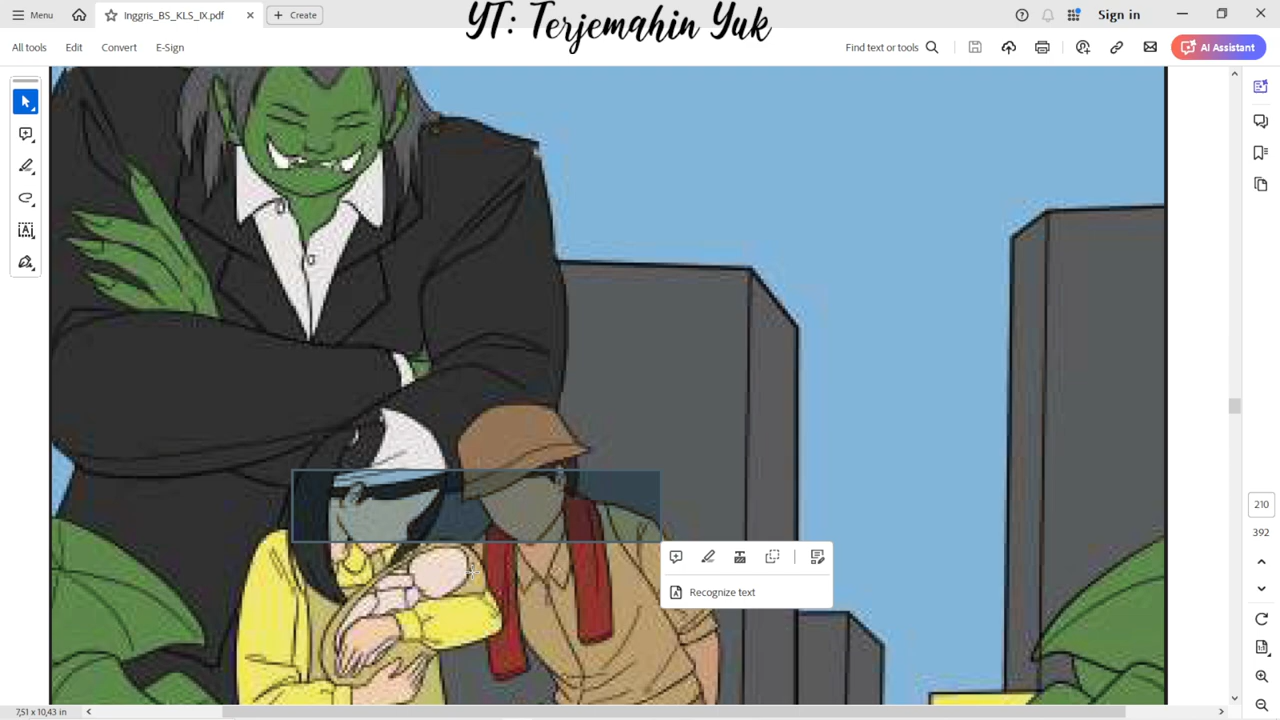 Menu
Inggris_BS_KLS_IX.pdf
Create
YT: Terjemahin Yuk
Sign in
All tools
Edit
Convert
E-Sign
Find text or tools
AI Assistant
Recognize text
210
392
7,51 x 10,43 in